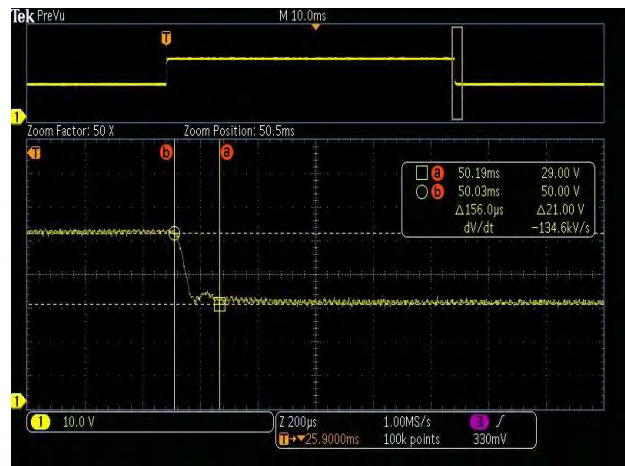 Tek PreVu M 10.0ms
T
1
Zoom Factor: 50 X Zoom Position: 50.5ms
T b a
a 50.19ms 29.00 V
b 50.03ms 50.00 V
Δ156.0µs Δ21.00 V
dV/dt −134.6kV/s
1
1 10.0 V Z 200µs 1.00MS/s 3
T→▼25.9000ms 100k points 330mV